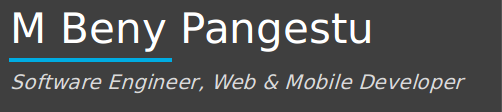 M Beny Pangestu
Software Engineer, Web & Mobile Developer